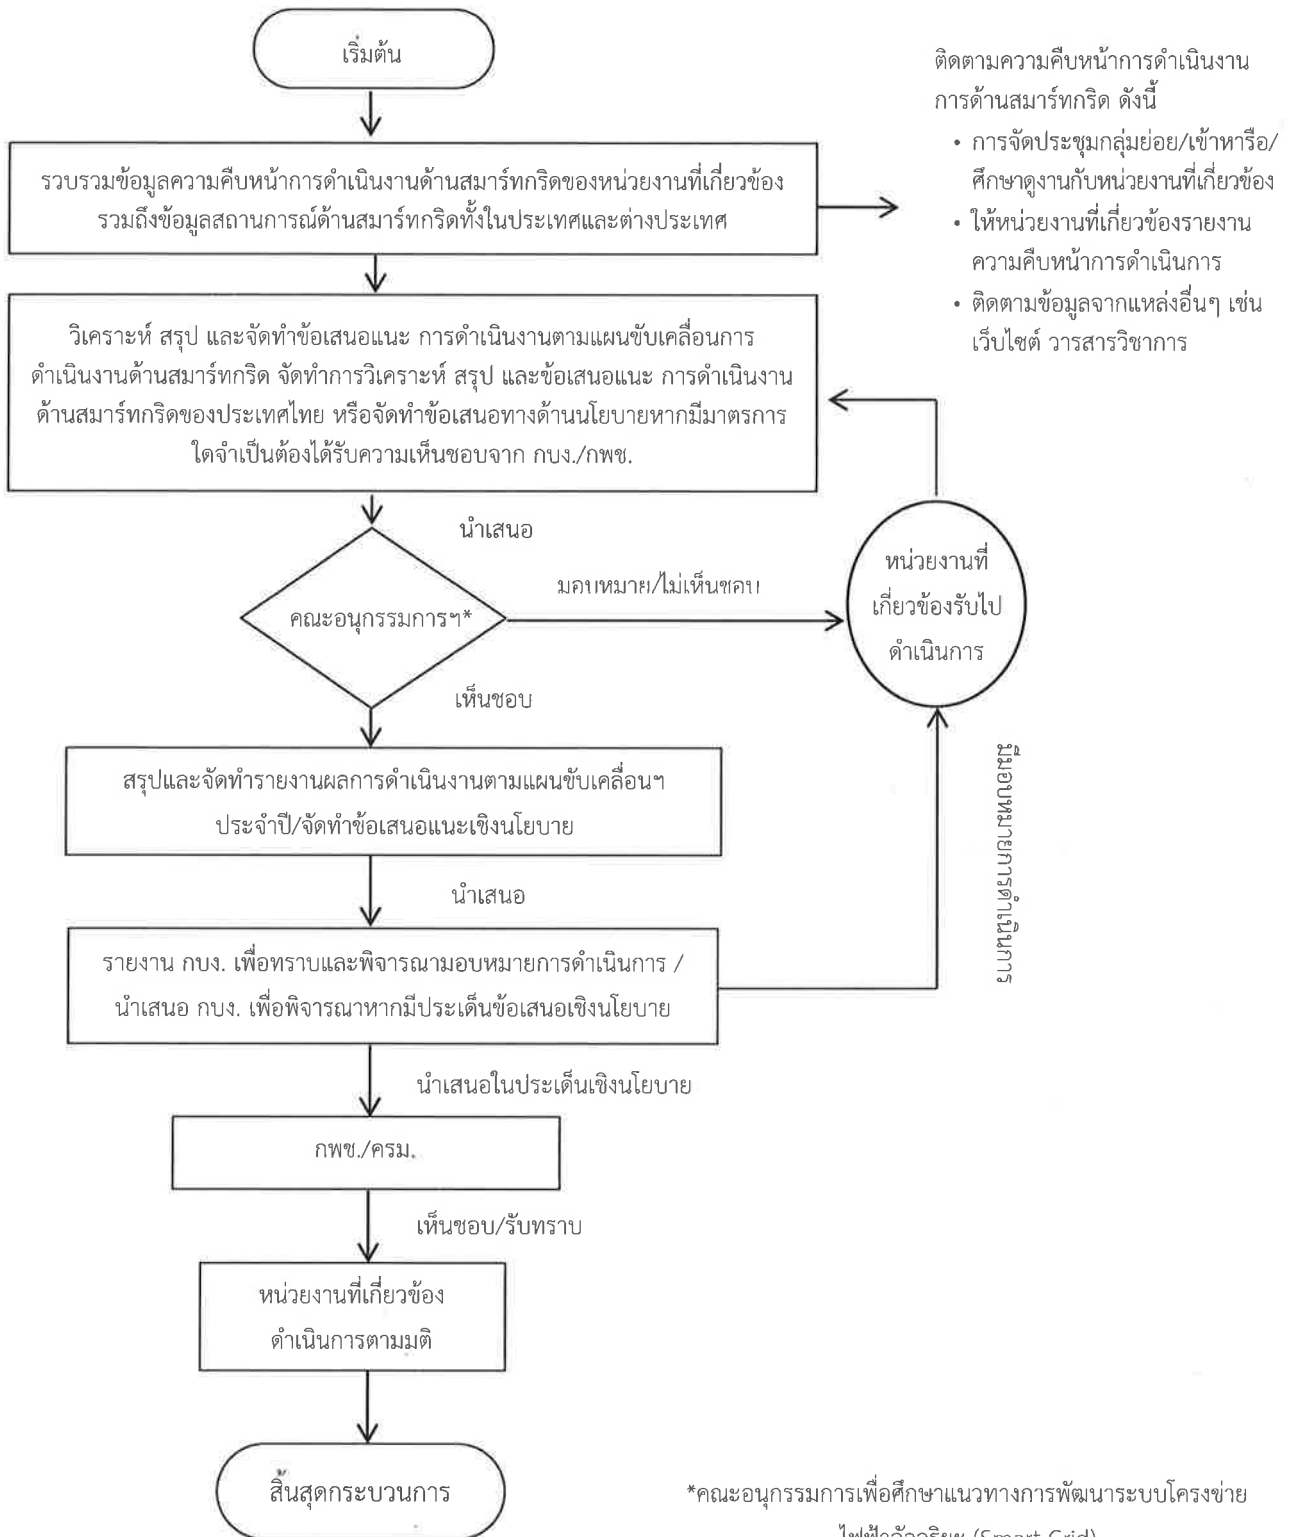 เริ่มต้น
ติดตามความคืบหน้าการดำเนินงาน
การด้านสมาร์ทกริด ดังนี้
• การจัดประชุมกลุ่มย่อย/เข้าหารือ/
ศึกษาดูงานกับหน่วยงานที่เกี่ยวข้อง
• ให้หน่วยงานที่เกี่ยวข้องรายงาน
ความคืบหน้าการดำเนินการ
• ติดตามข้อมูลจากแหล่งอื่นๆ เช่น
เว็บไซต์ วารสารวิชาการ
รวบรวมข้อมูลความคืบหน้าการดำเนินงานด้านสมาร์ทกริดของหน่วยงานที่เกี่ยวข้อง
รวมถึงข้อมูลสถานการณ์ด้านสมาร์ทกริดทั้งในประเทศและต่างประเทศ
วิเคราะห์ สรุป และจัดทำข้อเสนอแนะ การดำเนินงานตามแผนขับเคลื่อนการ
ดำเนินงานด้านสมาร์ทกริด จัดทำการวิเคราะห์ สรุป และข้อเสนอแนะ การดำเนินงาน
ด้านสมาร์ทกริดของประเทศไทย หรือจัดทำข้อเสนอทางด้านนโยบายหากมีมาตรการ
ใดจำเป็นต้องได้รับความเห็นชอบจาก กบง./กพช.
นำเสนอ
คณะอนุกรรมการฯ*
มอบหมาย/ไม่เห็นชอบ
หน่วยงานที่
เกี่ยวข้องรับไป
ดำเนินการ
เห็นชอบ
สรุปและจัดทำรายงานผลการดำเนินงานตามแผนขับเคลื่อนฯ
ประจำปี/จัดทำข้อเสนอแนะเชิงนโยบาย
มีมอบหมายการดำเนินการ
นำเสนอ
รายงาน กบง. เพื่อทราบและพิจารณามอบหมายการดำเนินการ /
นำเสนอ กบง. เพื่อพิจารณาหากมีประเด็นข้อเสนอเชิงนโยบาย
นำเสนอในประเด็นเชิงนโยบาย
กพช./ครม.
เห็นชอบ/รับทราบ
หน่วยงานที่เกี่ยวข้อง
ดำเนินการตามมติ
สิ้นสุดกระบวนการ
*คณะอนุกรรมการเพื่อศึกษาแนวทางการพัฒนาระบบโครงข่าย
ไฟฟ้าอัจฉริยะ (Smart Grid)